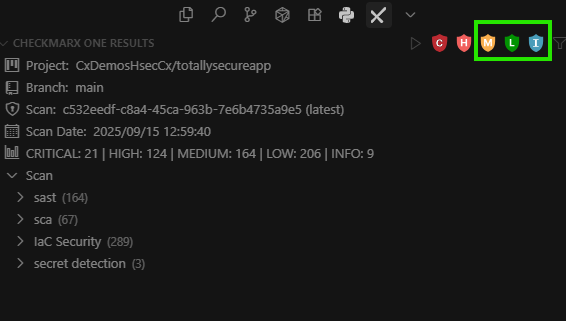 CHECKMARX ONE RESULTS
C H M L I
Project: CxDemosHsecCx/totallysecureapp
Branch: main
Scan: c532eedf-c8a4-45ca-963b-7e6b4735a9e5 (latest)
Scan Date: 2025/09/15 12:59:40
CRITICAL: 21 | HIGH: 124 | MEDIUM: 164 | LOW: 206 | INFO: 9
Scan
sast (164)
sca (67)
IaC Security (289)
secret detection (3)